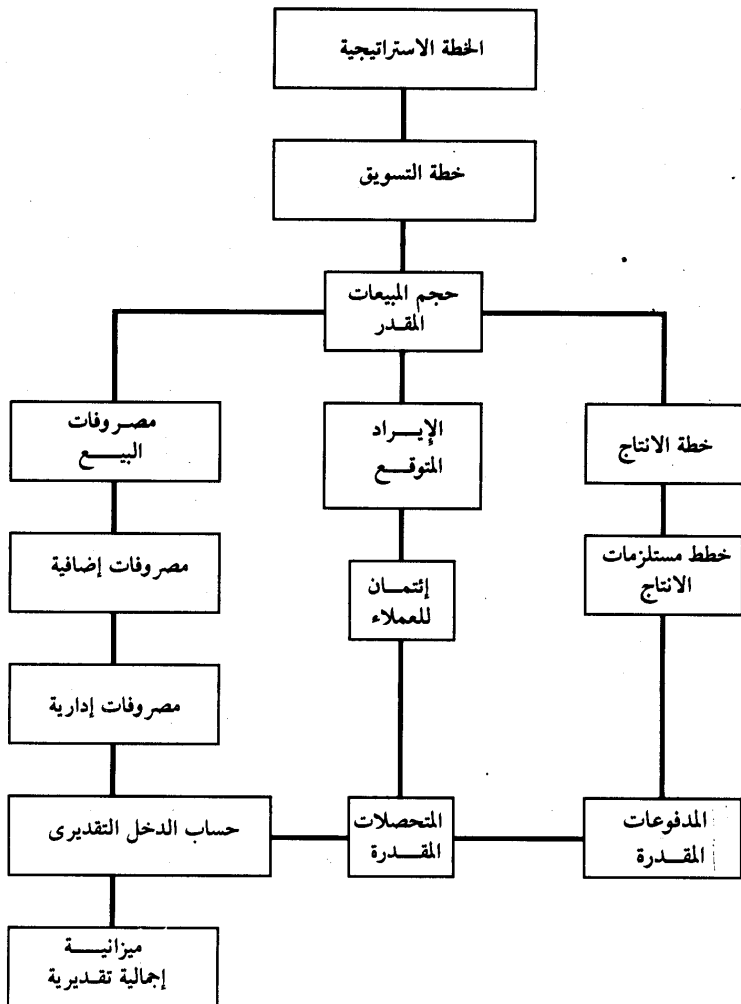 الخطة الاستراتيجية
خطة التسويق
حجم المبيعات
المقدر
خطة الانتاج
الإيراد
المتوقع
مصروفات
البيع
خطط مستلزمات
الانتاج
إئتمان
للعملاء
مصروفات إضافية
مصروفات إدارية
المدفوعات
المقدرة
المتحصلات
المقدرة
حساب الدخل التقديرى
ميزانية
إجمالية تقديرية